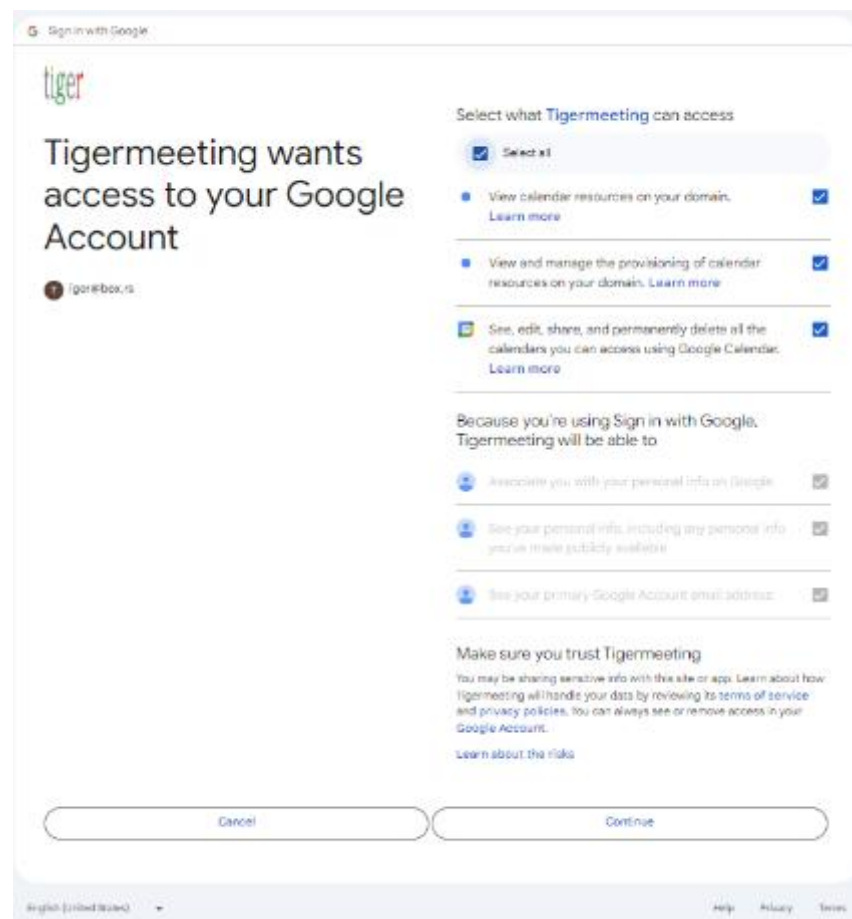 Sign in with Google
tiger
Tigermeeting wants
access to your Google
Account
Select what Tigermeeting can access
Select all
View calendar resources on your domain.
Learn more
View and manage the provisioning of calendar
resources on your domain. Learn more
See, edit, share, and permanently delete all the
calendars you can access using Google Calendar.
Learn more
Because you're using Sign in with Google,
Tigermeeting will be able to
Associate you with your personal info on Google
See your personal info, including any personal info
you've made publicly available
See your primary Google Account email address
Make sure you trust Tigermeeting
You may be sharing sensitive info with this site or app. Learn about how
Tigermeeting will handle your data by reviewing its terms of service
and privacy policies. You can always see or remove access in your
Google Account.
Learn about the risks
Cancel
Continue
English (United States)
Help Privacy Terms